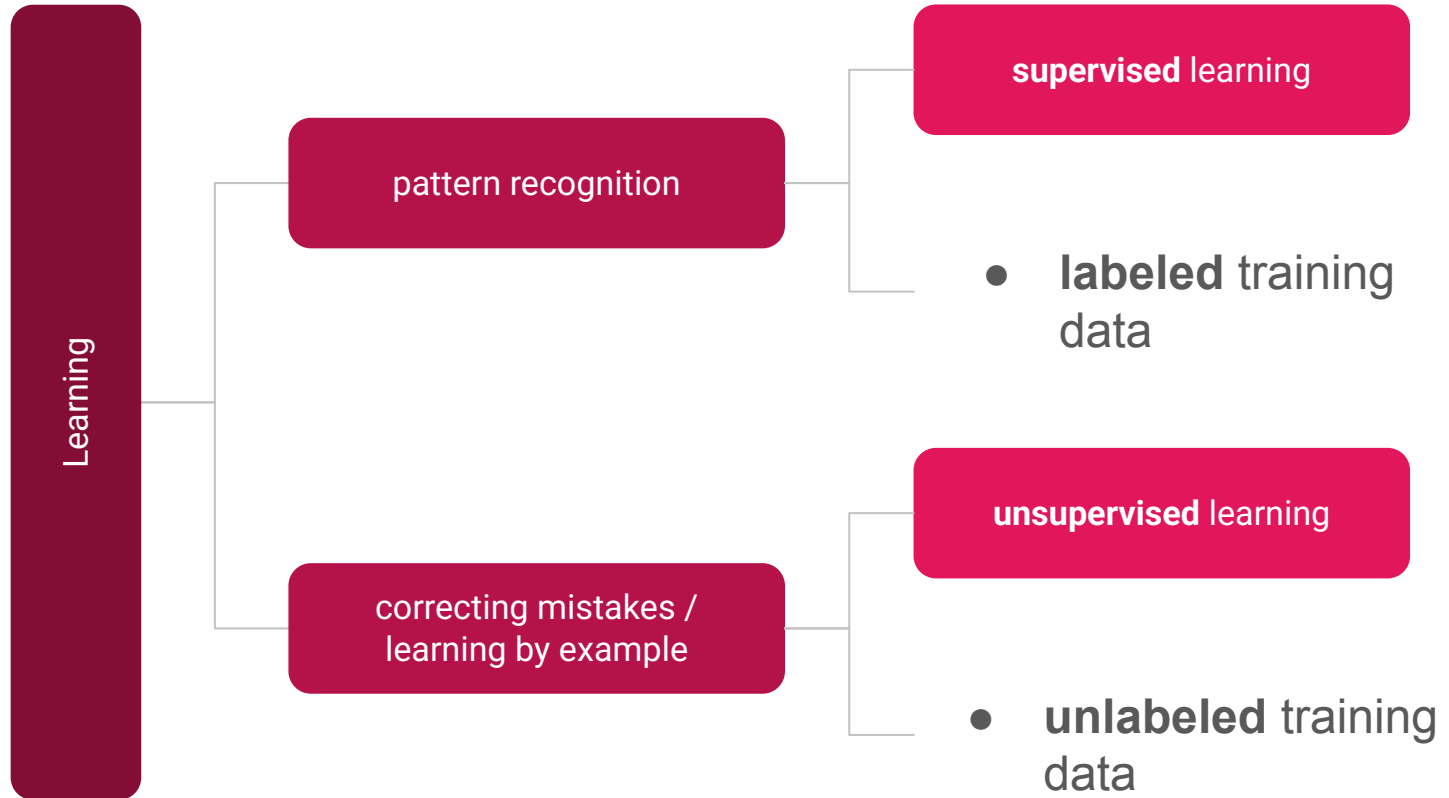 Learning
pattern recognition
supervised learning
● labeled training
data
correcting mistakes /
learning by example
unsupervised learning
● unlabeled training
data